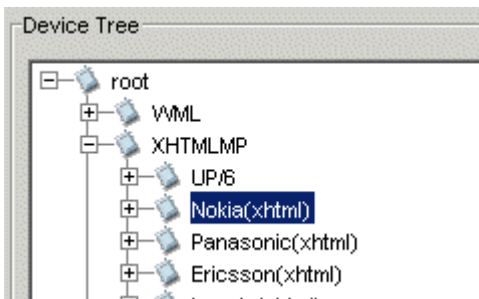 Device Tree
root
WML
XHTMLMP
UP/6
Nokia(xhtml)
Panasonic(xhtml)
Ericsson(xhtml)